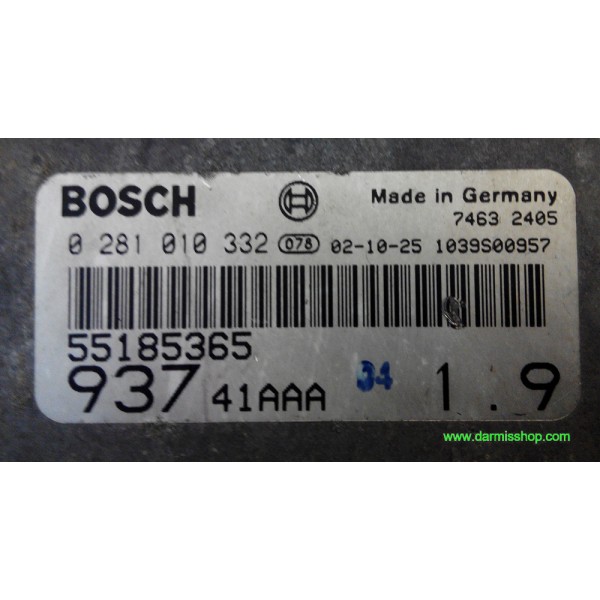 BOSCH Made in Germany
7463 2405
0 281 010 332 078 02-10-25 1039S00957
55185365
937 41AAA 34 1.9
www.darmisshop.com